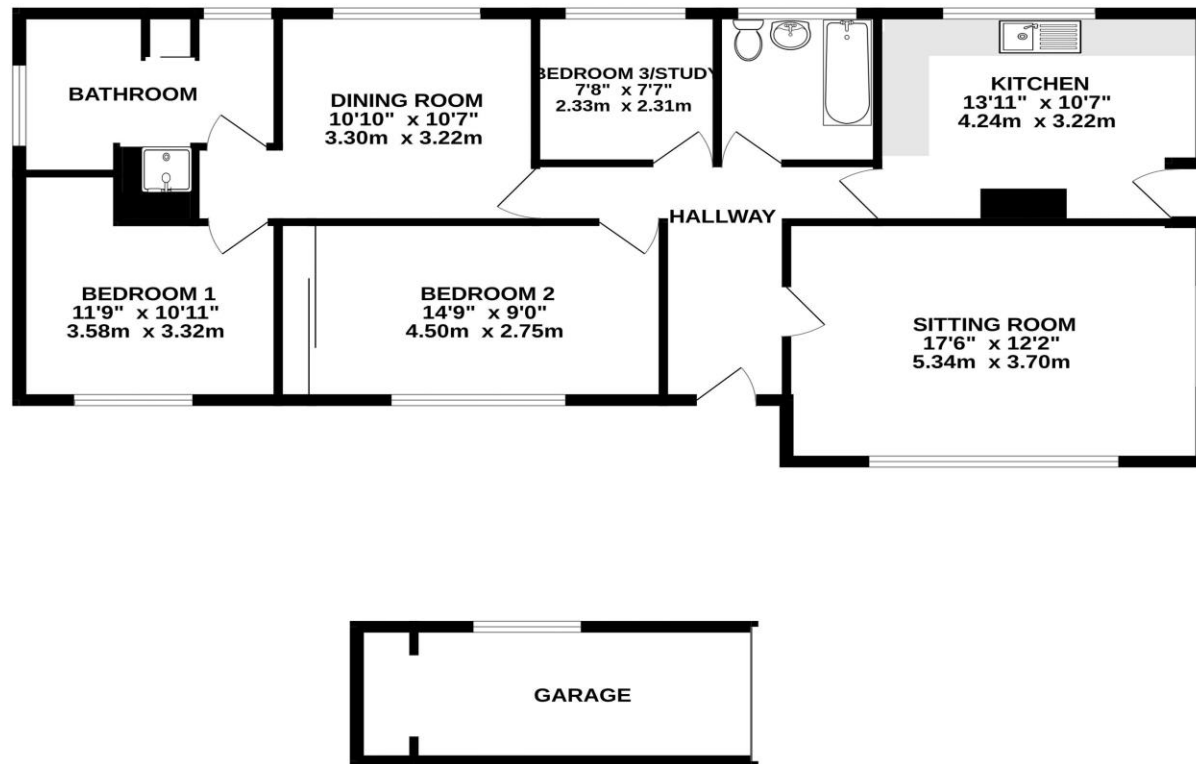 BATHROOM
DINING ROOM
10'10" x 10'7"
3.30m x 3.22m
BEDROOM 3/STUDY
7'8" x 7'7"
2.33m x 2.31m
KITCHEN
13'11" x 10'7"
4.24m x 3.22m
HALLWAY
BEDROOM 1
11'9" x 10'11"
3.58m x 3.32m
BEDROOM 2
14'9" x 9'0"
4.50m x 2.75m
SITTING ROOM
17'6" x 12'2"
5.34m x 3.70m
GARAGE